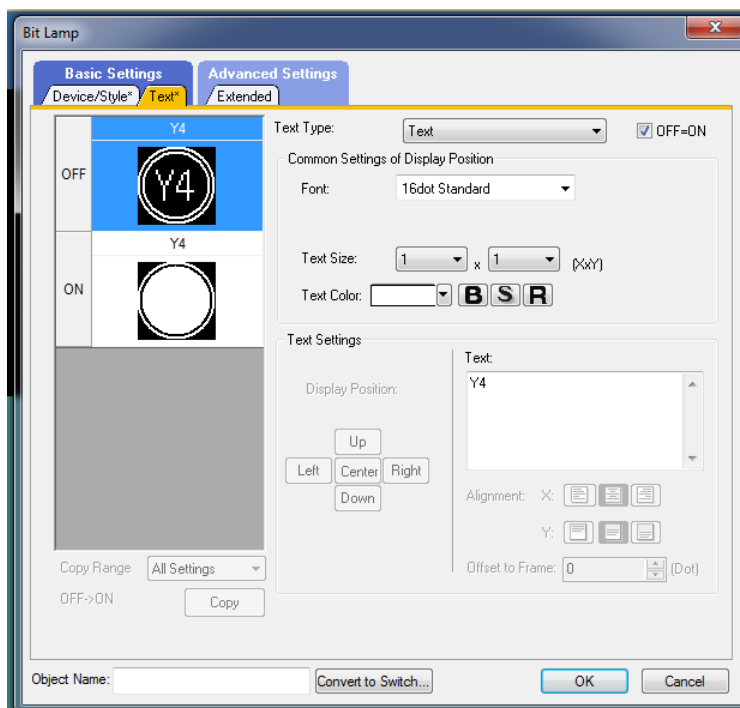 Bit Lamp
X
Basic Settings
Advanced Settings
Device/Style*
Text*
Extended
OFF
Y4
Y4
ON
Y4
Text Type:
Text
OFF=ON
Common Settings of Display Position
Font:
16dot Standard
Text Size:
1
x
1
(XxY)
Text Color:
B
S
R
Text Settings
Display Position:
Up
Left
Center
Right
Down
Text:
Y4
Alignment:
X:
Y:
Offset to Frame:
0
(Dot)
Copy Range
All Settings
OFF->ON
Copy
Object Name:
Convert to Switch...
OK
Cancel